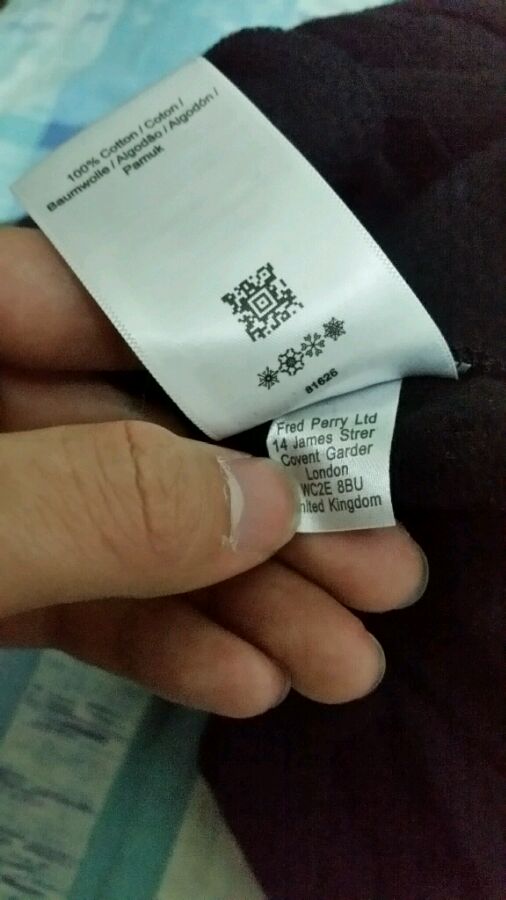 100% Cotton / Coton /
Baumwolle / Algodão / Algodón /
Pamuk
81626
Fred Perry Ltd
14 James Strer
Covent Garder
London
WC2E 8BU
nited Kingdom